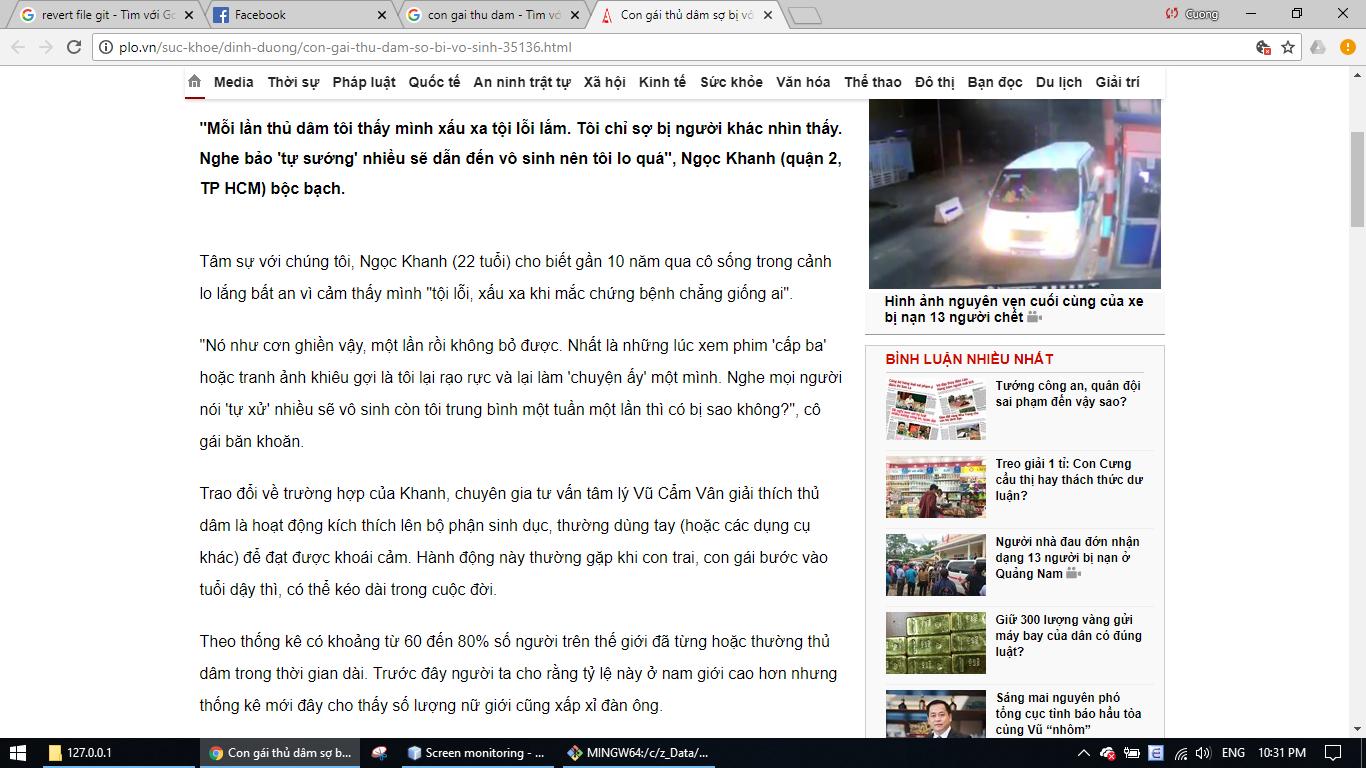 revert file git - Tìm với Go
Facebook
con gai thu dam - Tìm vớ
Con gái thủ dâm sợ bị vô
Cuong
plo.vn/suc-khoe/dinh-duong/con-gai-thu-dam-so-bi-vo-sinh-35136.html
Media Thời sự Pháp luật Quốc tế An ninh trật tự Xã hội Kinh tế Sức khỏe Văn hóa Thể thao Đô thị Bạn đọc Du lịch Giải trí
"Mỗi lần thủ dâm tôi thấy mình xấu xa tội lỗi lắm. Tôi chỉ sợ bị người khác nhìn thấy.
Nghe bảo 'tự sướng' nhiều sẽ dẫn đến vô sinh nên tôi lo quá", Ngọc Khanh (quận 2,
TP HCM) bộc bạch.
Tâm sự với chúng tôi, Ngọc Khanh (22 tuổi) cho biết gần 10 năm qua cô sống trong cảnh
lo lắng bất an vì cảm thấy mình "tội lỗi, xấu xa khi mắc chứng bệnh chẳng giống ai".
"Nó như cơn ghiền vậy, một lần rồi không bỏ được. Nhất là những lúc xem phim 'cấp ba'
hoặc tranh ảnh khiêu gợi là tôi lại rạo rực và lại làm 'chuyện ấy' một mình. Nghe mọi người
nói 'tự xử' nhiều sẽ vô sinh còn tôi trung bình một tuần một lần thì có bị sao không?", cô
gái băn khoăn.
Trao đổi về trường hợp của Khanh, chuyên gia tư vấn tâm lý Vũ Cẩm Vân giải thích thủ
dâm là hoạt động kích thích lên bộ phận sinh dục, thường dùng tay (hoặc các dụng cụ
khác) để đạt được khoái cảm. Hành động này thường gặp khi con trai, con gái bước vào
tuổi dậy thì, có thể kéo dài trong cuộc đời.
Theo thống kê có khoảng từ 60 đến 80% số người trên thế giới đã từng hoặc thường thủ
dâm trong thời gian dài. Trước đây người ta cho rằng tỷ lệ này ở nam giới cao hơn nhưng
thống kê mới đây cho thấy số lượng nữ giới cũng xấp xỉ đàn ông.
Hình ảnh nguyên vẹn cuối cùng của xe
bị nạn 13 người chết
BÌNH LUẬN NHIỀU NHẤT
Tướng công an, quân đội
sai phạm đến vậy sao?
Treo giải 1 tỉ: Con Cưng
cầu thị hay thách thức dư
luận?
Người nhà đau đớn nhận
dạng 13 người bị nạn ở
Quảng Nam
Giữ 300 lượng vàng gửi
máy bay của dân có đúng
luật?
Sáng mai nguyên phó
tổng cục tình báo hầu tòa
cùng Vũ “nhôm”
127.0.0.1
Con gái thủ dâm sợ b...
Screen monitoring - ...
MINGW64:/c/z_Data/...
ENG
10:31 PM